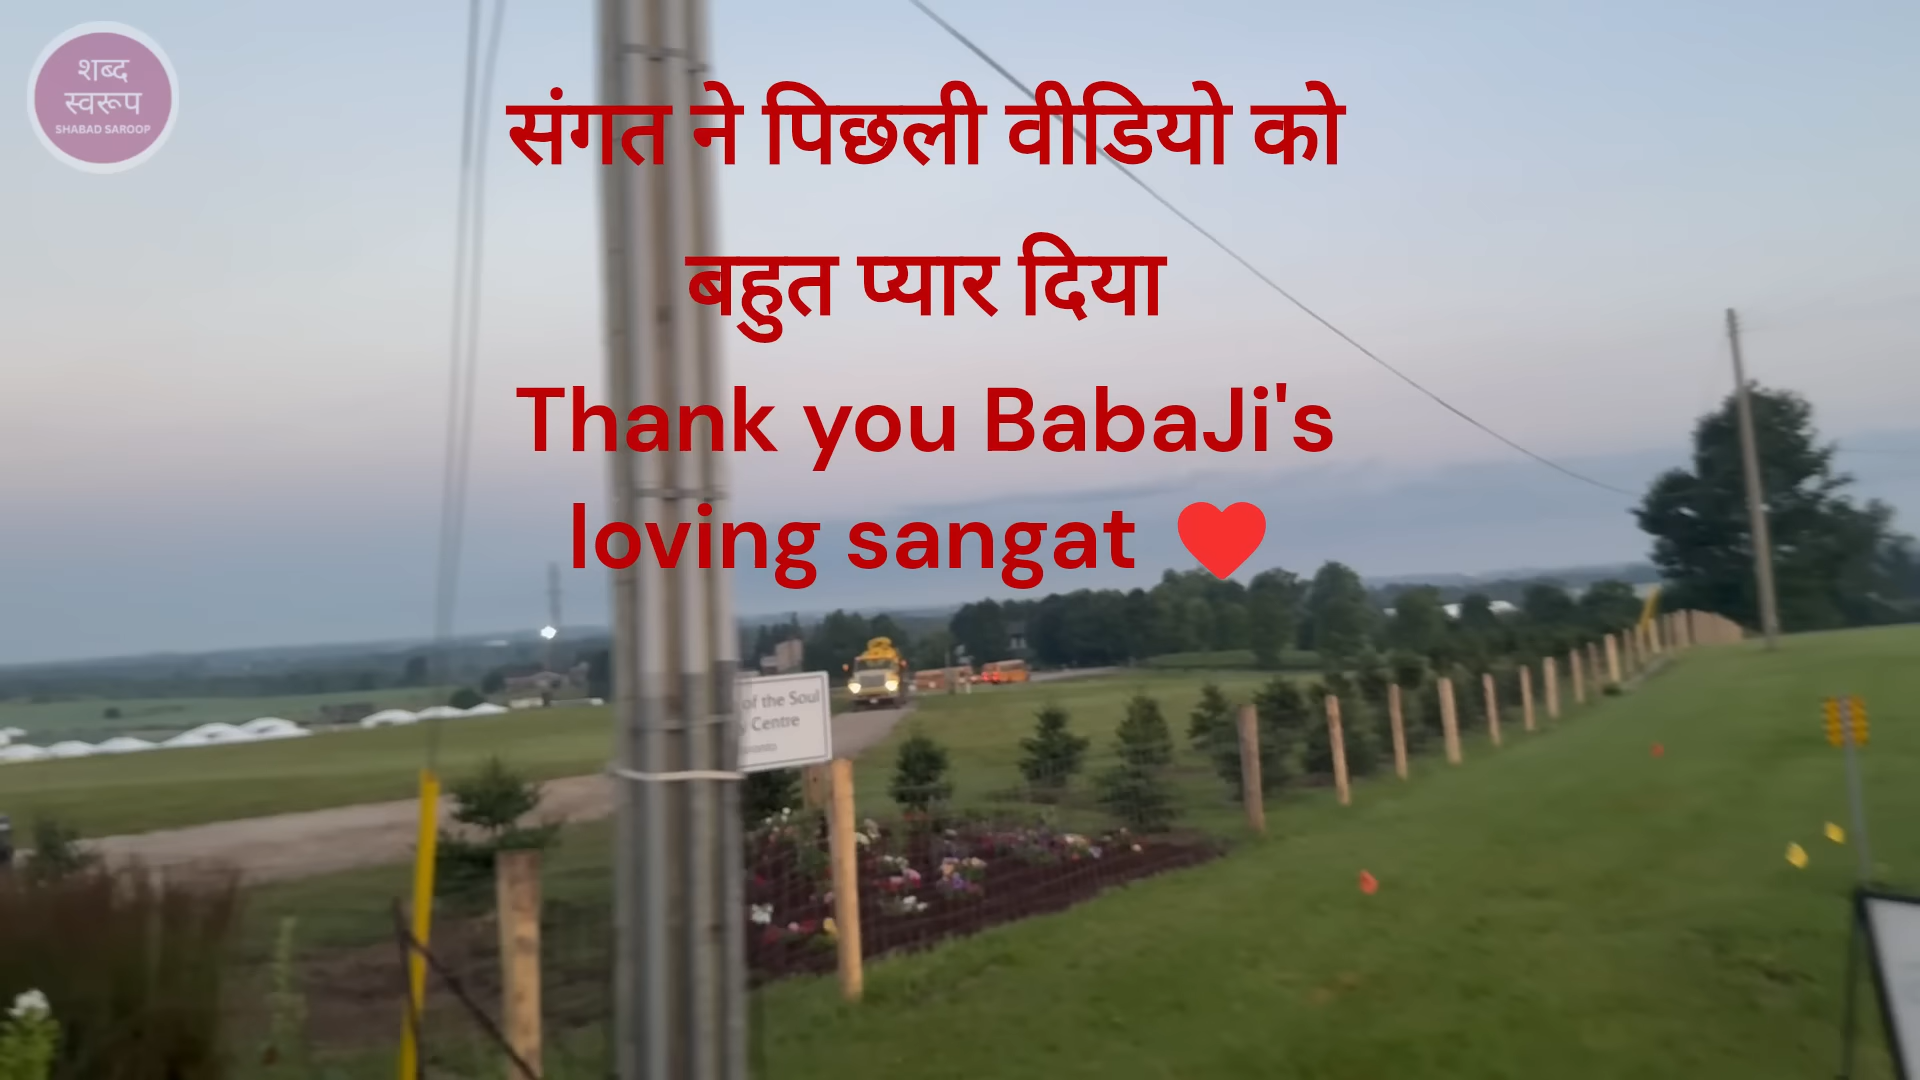 शब्द
स्वरूप
SHABAD SAROOP
संगत ने पिछली वीडियो को
बहुत प्यार दिया
Thank you BabaJi's
loving sangat ❤
of the Soul
Centre